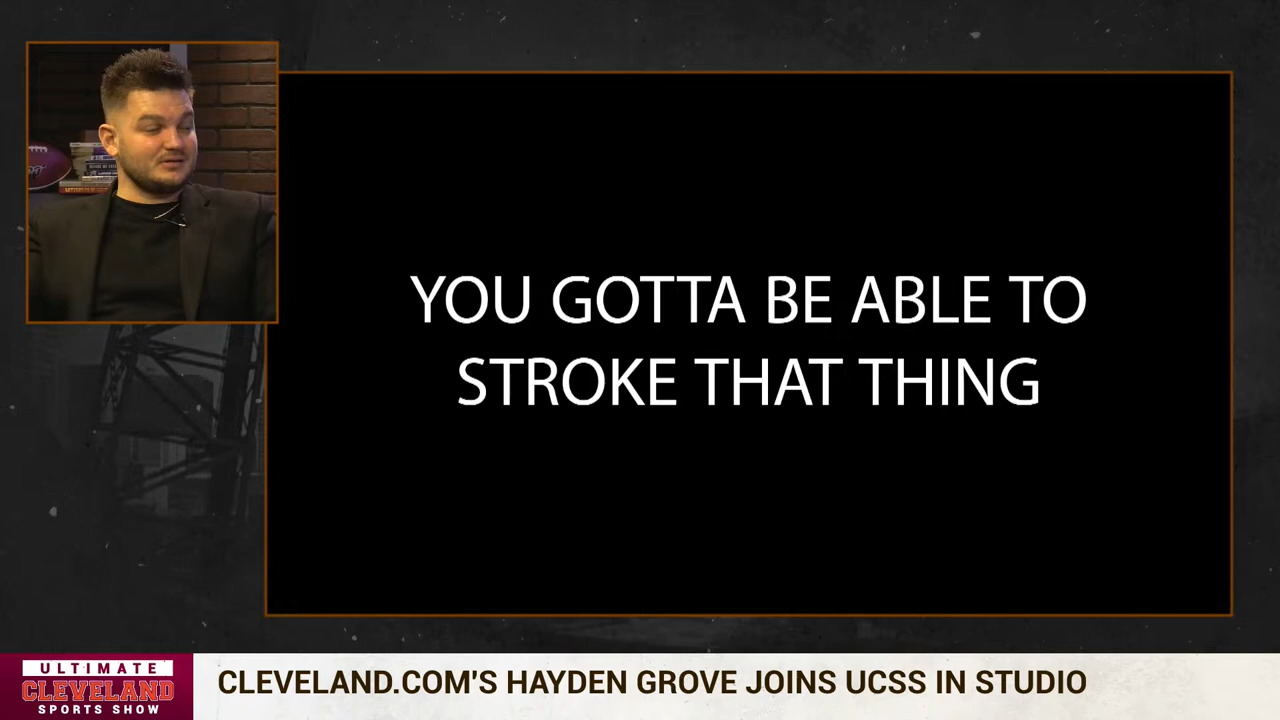 YOU GOTTA BE ABLE TO
STROKE THAT THING
ULTIMATE
CLEVELAND
SPORTS SHOW
CLEVELAND.COM'S HAYDEN GROVE JOINS UCSS IN STUDIO